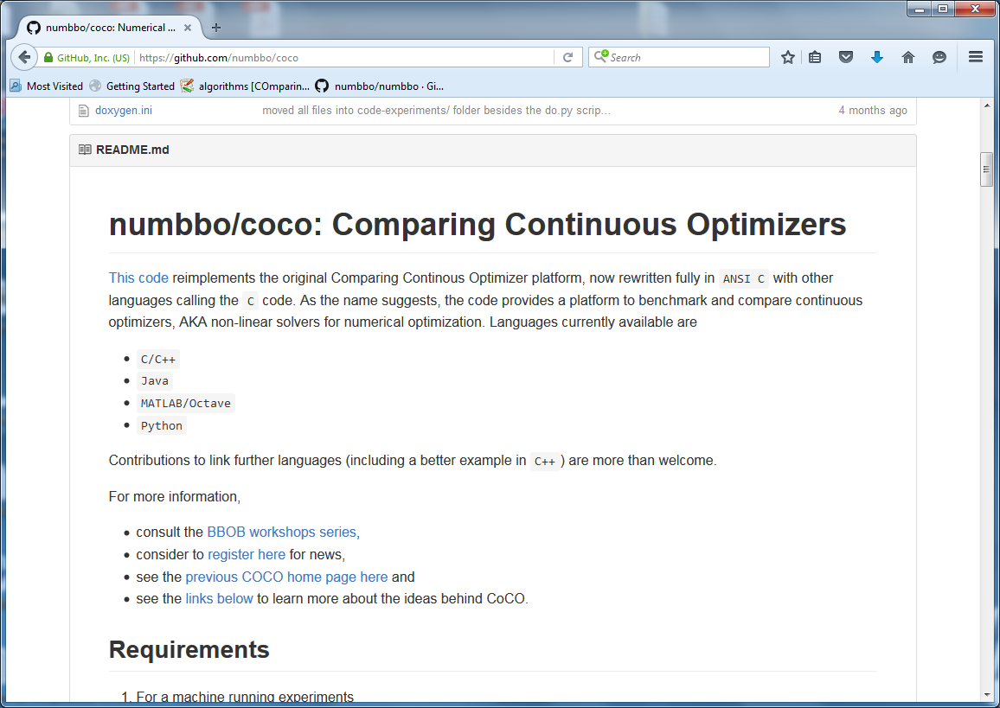 numbbo/coco: Numerical ...
GitHub, Inc. (US) https://github.com/numbbo/coco
Search
Most Visited Getting Started algorithms [COmparin... numbbo/numbbo · Gi...
doxygen.ini moved all files into code-experiments/ folder besides the do.py scrip... 4 months ago
README.md
numbbo/coco: Comparing Continuous Optimizers
This code reimplements the original Comparing Continous Optimizer platform, now rewritten fully in ANSI C with other
languages calling the C code. As the name suggests, the code provides a platform to benchmark and compare continuous
optimizers, AKA non-linear solvers for numerical optimization. Languages currently available are
• C/C++
• Java
• MATLAB/Octave
• Python
Contributions to link further languages (including a better example in C++ ) are more than welcome.
For more information,
• consult the BBOB workshops series,
• consider to register here for news,
• see the previous COCO home page here and
• see the links below to learn more about the ideas behind CoCO.
Requirements
1. For a machine running experiments